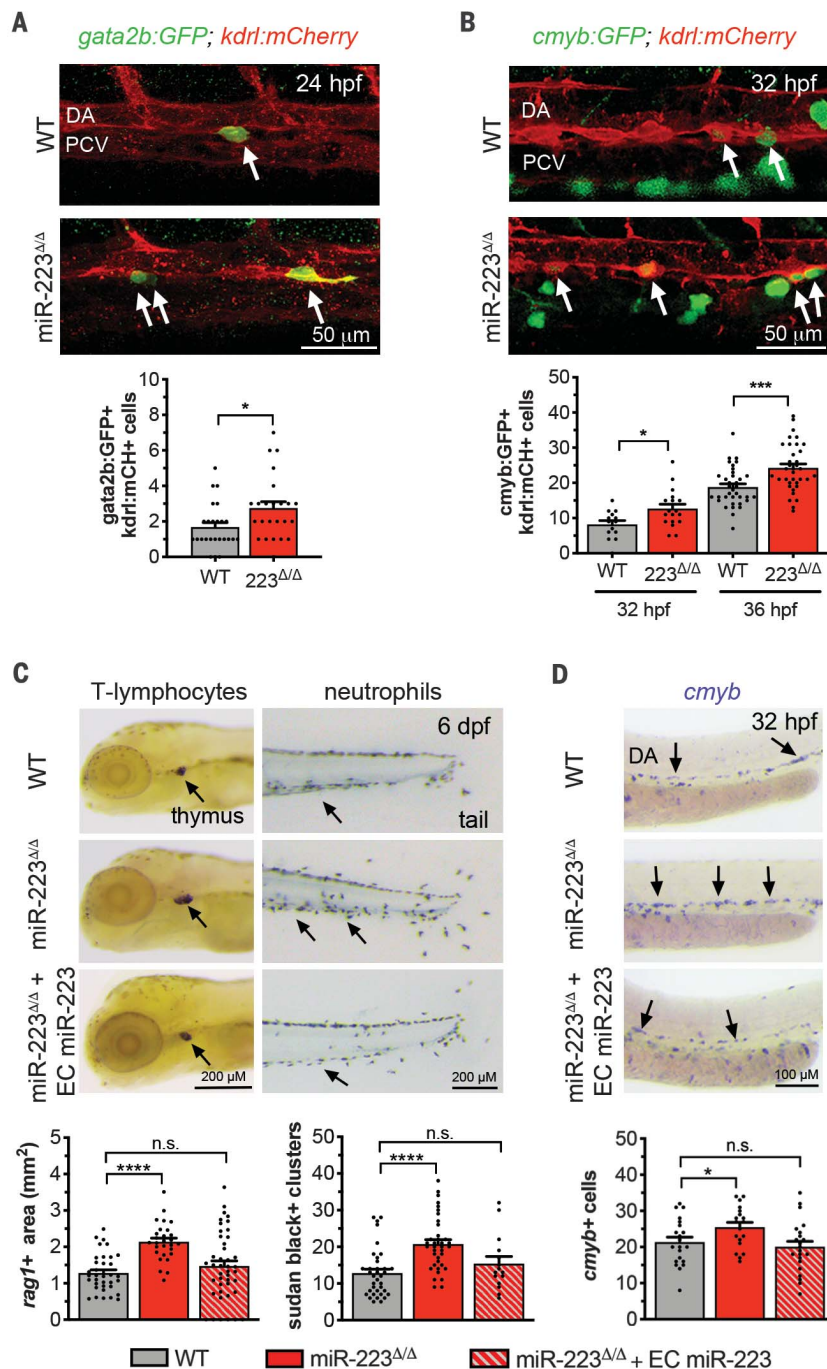 A
gata2b:GFP; kdrl:mCherry
WT
24 hpf
DA
PCV
miR-223Δ/Δ
50 μm
gata2b:GFP+
kdrl:mCH+ cells
10
8
6
4
2
0
*
WT
223Δ/Δ
B
cmyb:GFP; kdrl:mCherry
WT
32 hpf
DA
PCV
miR-223Δ/Δ
50 μm
cmyb:GFP+
kdrl:mCH+ cells
50
40
30
20
10
0
*
***
WT
223Δ/Δ
WT
223Δ/Δ
32 hpf
36 hpf
C
T-lymphocytes
neutrophils
WT
thymus
6 dpf
tail
miR-223Δ/Δ
miR-223Δ/Δ +
EC miR-223
200 μM
200 μM
rag1+ area (mm2)
5
4
3
2
1
0
n.s.
****
sudan black+ clusters
50
40
30
20
10
0
n.s.
****
D
cmyb
WT
32 hpf
DA
miR-223Δ/Δ
miR-223Δ/Δ +
EC miR-223
100 μM
cmyb+ cells
50
40
30
20
10
0
n.s.
*
WT
miR-223Δ/Δ
miR-223Δ/Δ + EC miR-223